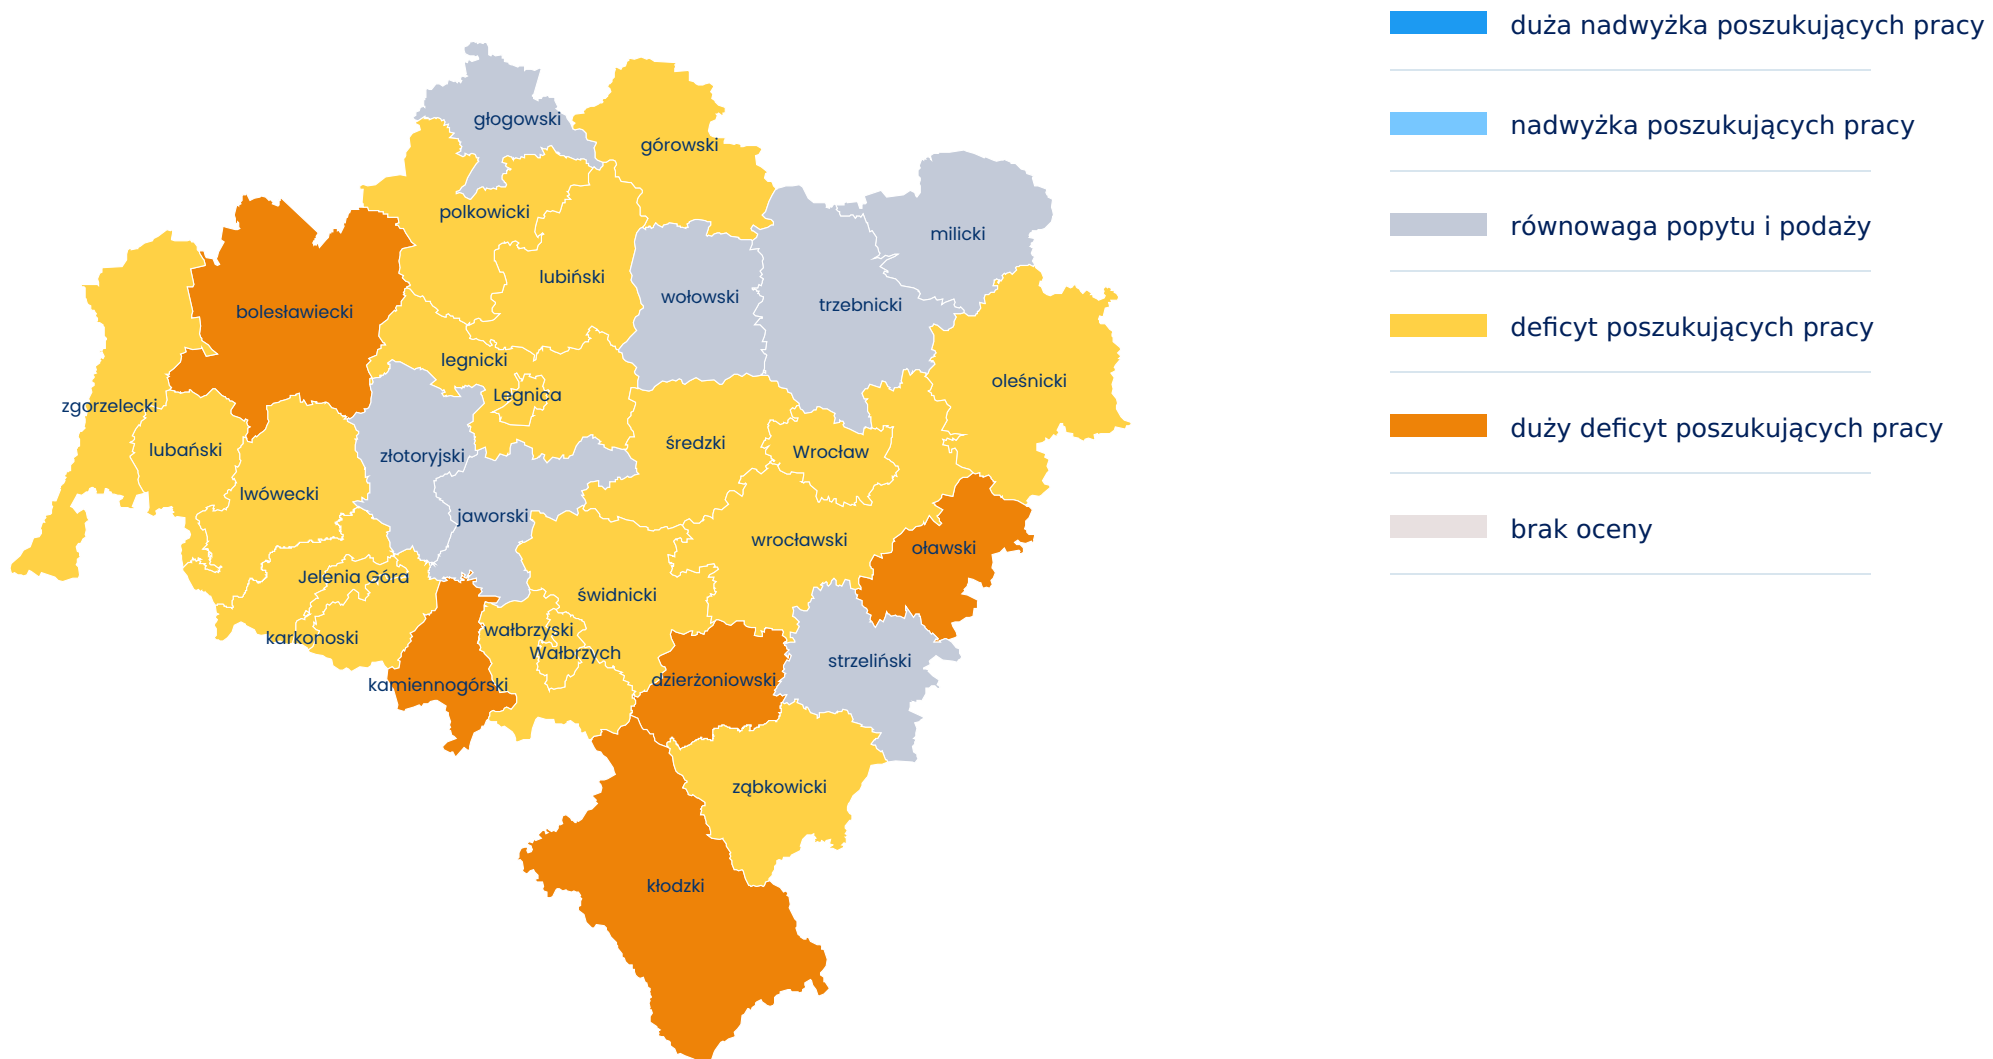 duża nadwyżka poszukujących pracy
nadwyżka poszukujących pracy
równowaga popytu i podaży
deficyt poszukujących pracy
duży deficyt poszukujących pracy
brak oceny
głogowski
górowski
polkowicki
milicki
lubiński
wołowski
trzebnicki
bolesławiecki
legnicki
oleśnicki
Legnica
zgorzelecki
średzki
lubański
Wrocław
złotoryjski
lwówecki
jaworski
wrocławski
oławski
Jelenia Góra
świdnicki
wałbrzyski
karkonoski
Wałbrzych
strzeliński
dzierżoniowski
kamiennogórski
ząbkowicki
kłodzki